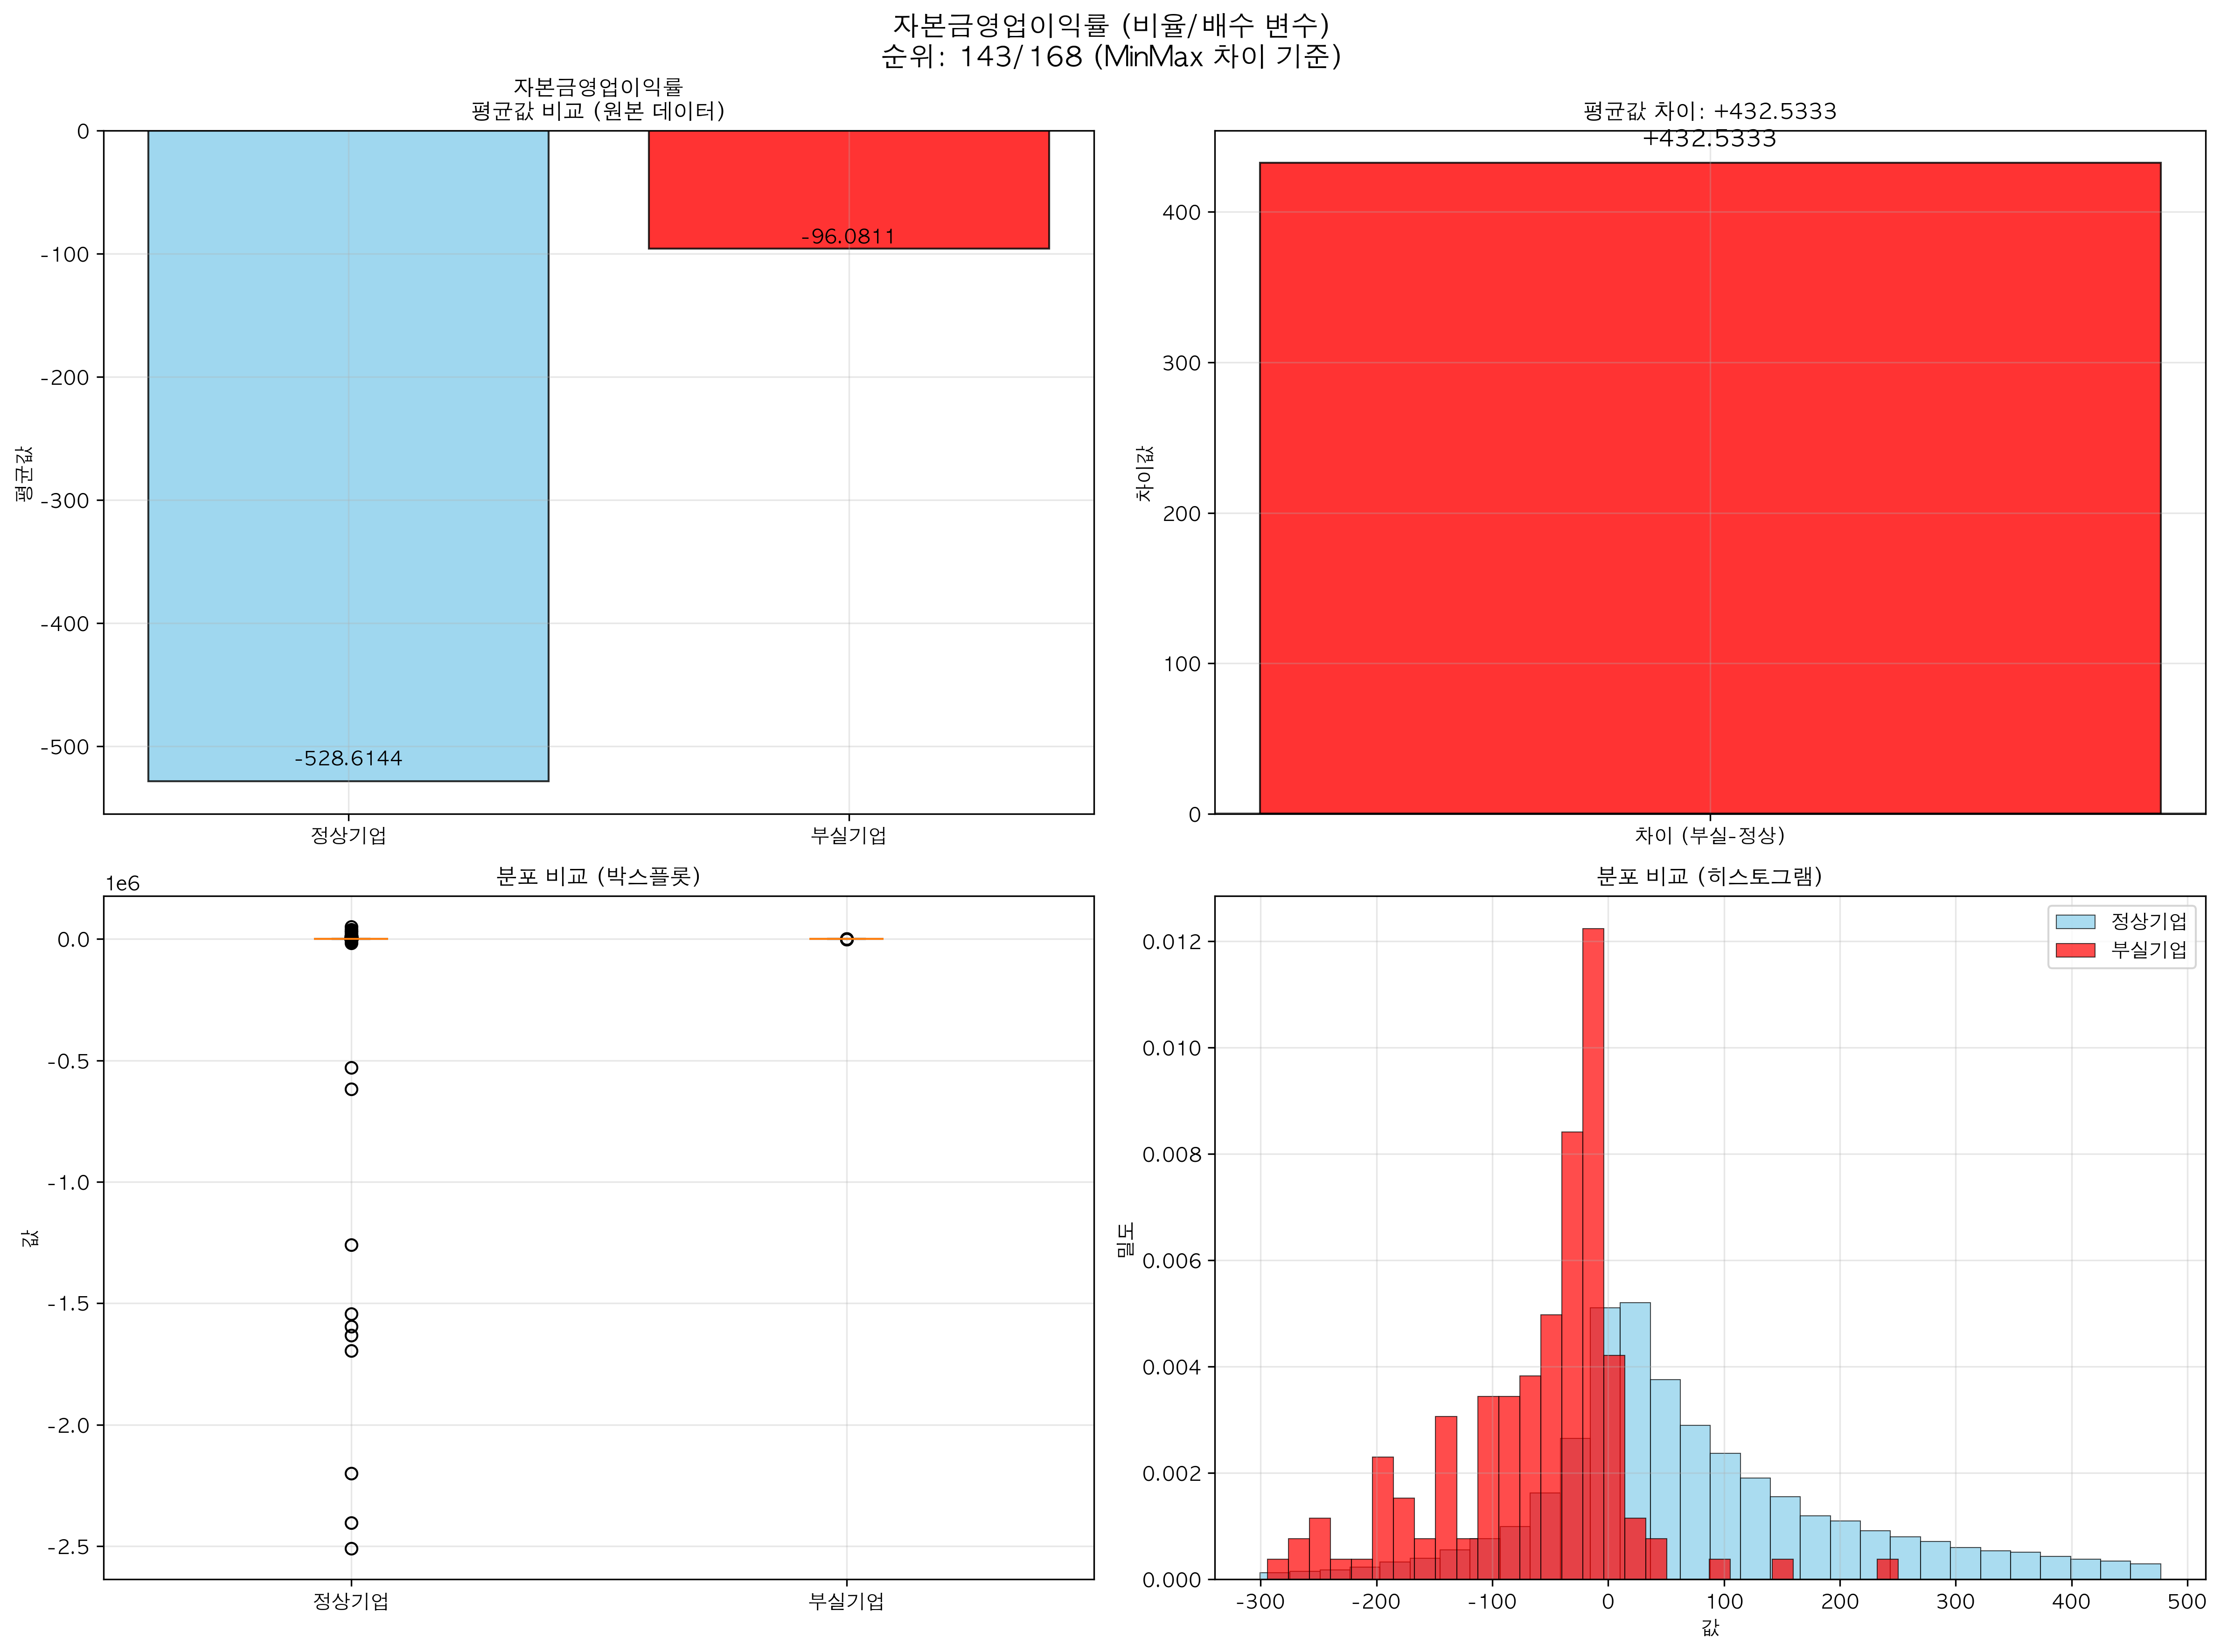 자본금영업이익률 (비율/배수 변수)
순위: 143/168 (MinMax 차이 기준)
자본금영업이익률
평균값 비교 (원본 데이터)
0
-100
-200
-300
-400
-500
평균값
-528.6144
-96.0811
정상기업
부실기업
평균값 차이: +432.5333
+432.5333
400
300
200
100
0
차이값
차이 (부실-정상)
분포 비교 (박스플롯)
1e6
0.0
-0.5
-1.0
-1.5
-2.0
-2.5
값
정상기업
부실기업
분포 비교 (히스토그램)
정상기업
부실기업
0.012
0.010
0.008
0.006
0.004
0.002
0.000
밀도
-300
-200
-100
0
100
200
300
400
500
값